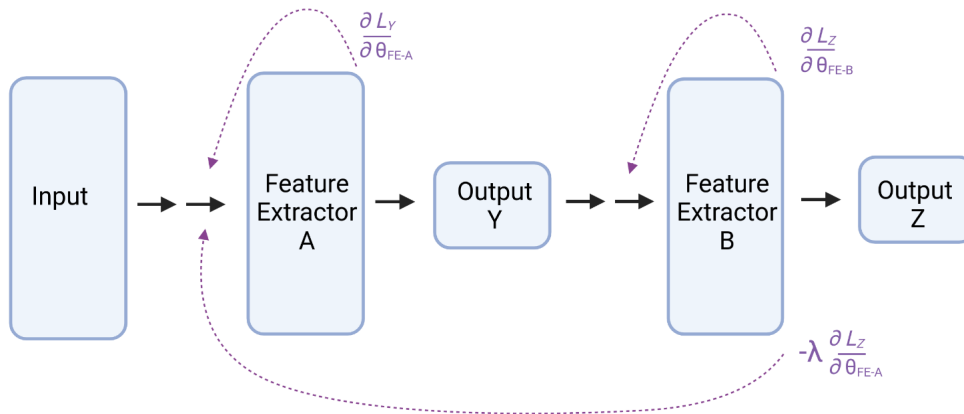 ∂ L_Y
∂ θ_FE-A
∂ L_Z
∂ θ_FE-B
Input
Feature
Extractor
A
Output
Y
Feature
Extractor
B
Output
Z
-λ ∂ L_Z
∂ θ_FE-A